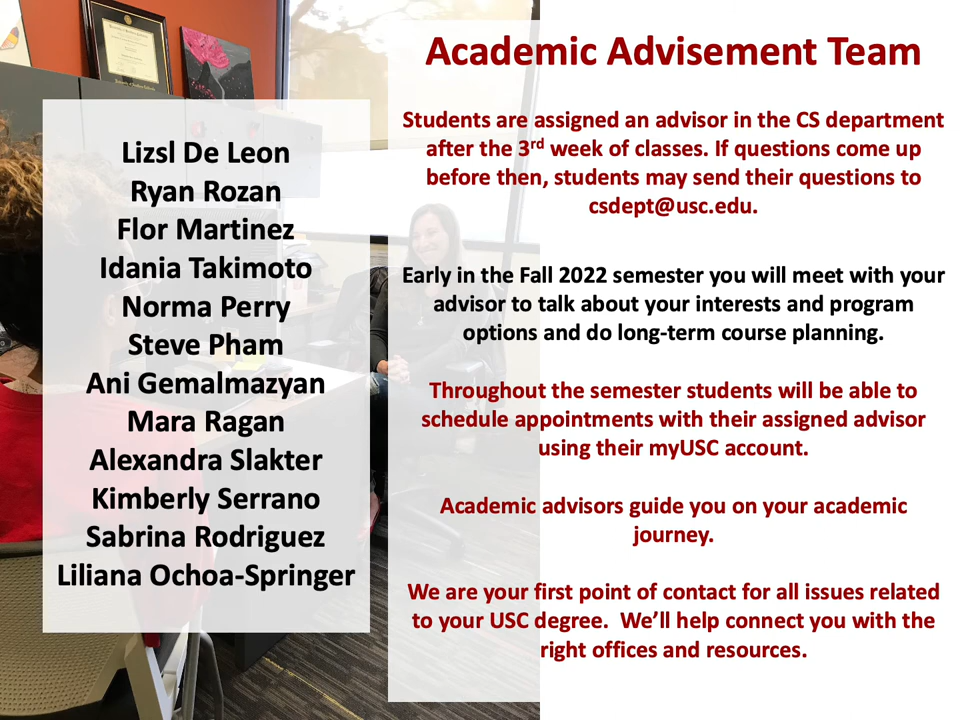 Academic Advisement Team
Lizsl De Leon
Ryan Rozan
Flor Martinez
Idania Takimoto
Norma Perry
Steve Pham
Ani Gemalmazyan
Mara Ragan
Alexandra Slakter
Kimberly Serrano
Sabrina Rodriguez
Liliana Ochoa-Springer
Students are assigned an advisor in the CS department
after the 3rd week of classes. If questions come up
before then, students may send their questions to
csdept@usc.edu.
Early in the Fall 2022 semester you will meet with your
advisor to talk about your interests and program
options and do long-term course planning.
Throughout the semester students will be able to
schedule appointments with their assigned advisor
using their myUSC account.
Academic advisors guide you on your academic
journey.
We are your first point of contact for all issues related
to your USC degree.  We’ll help connect you with the
right offices and resources.